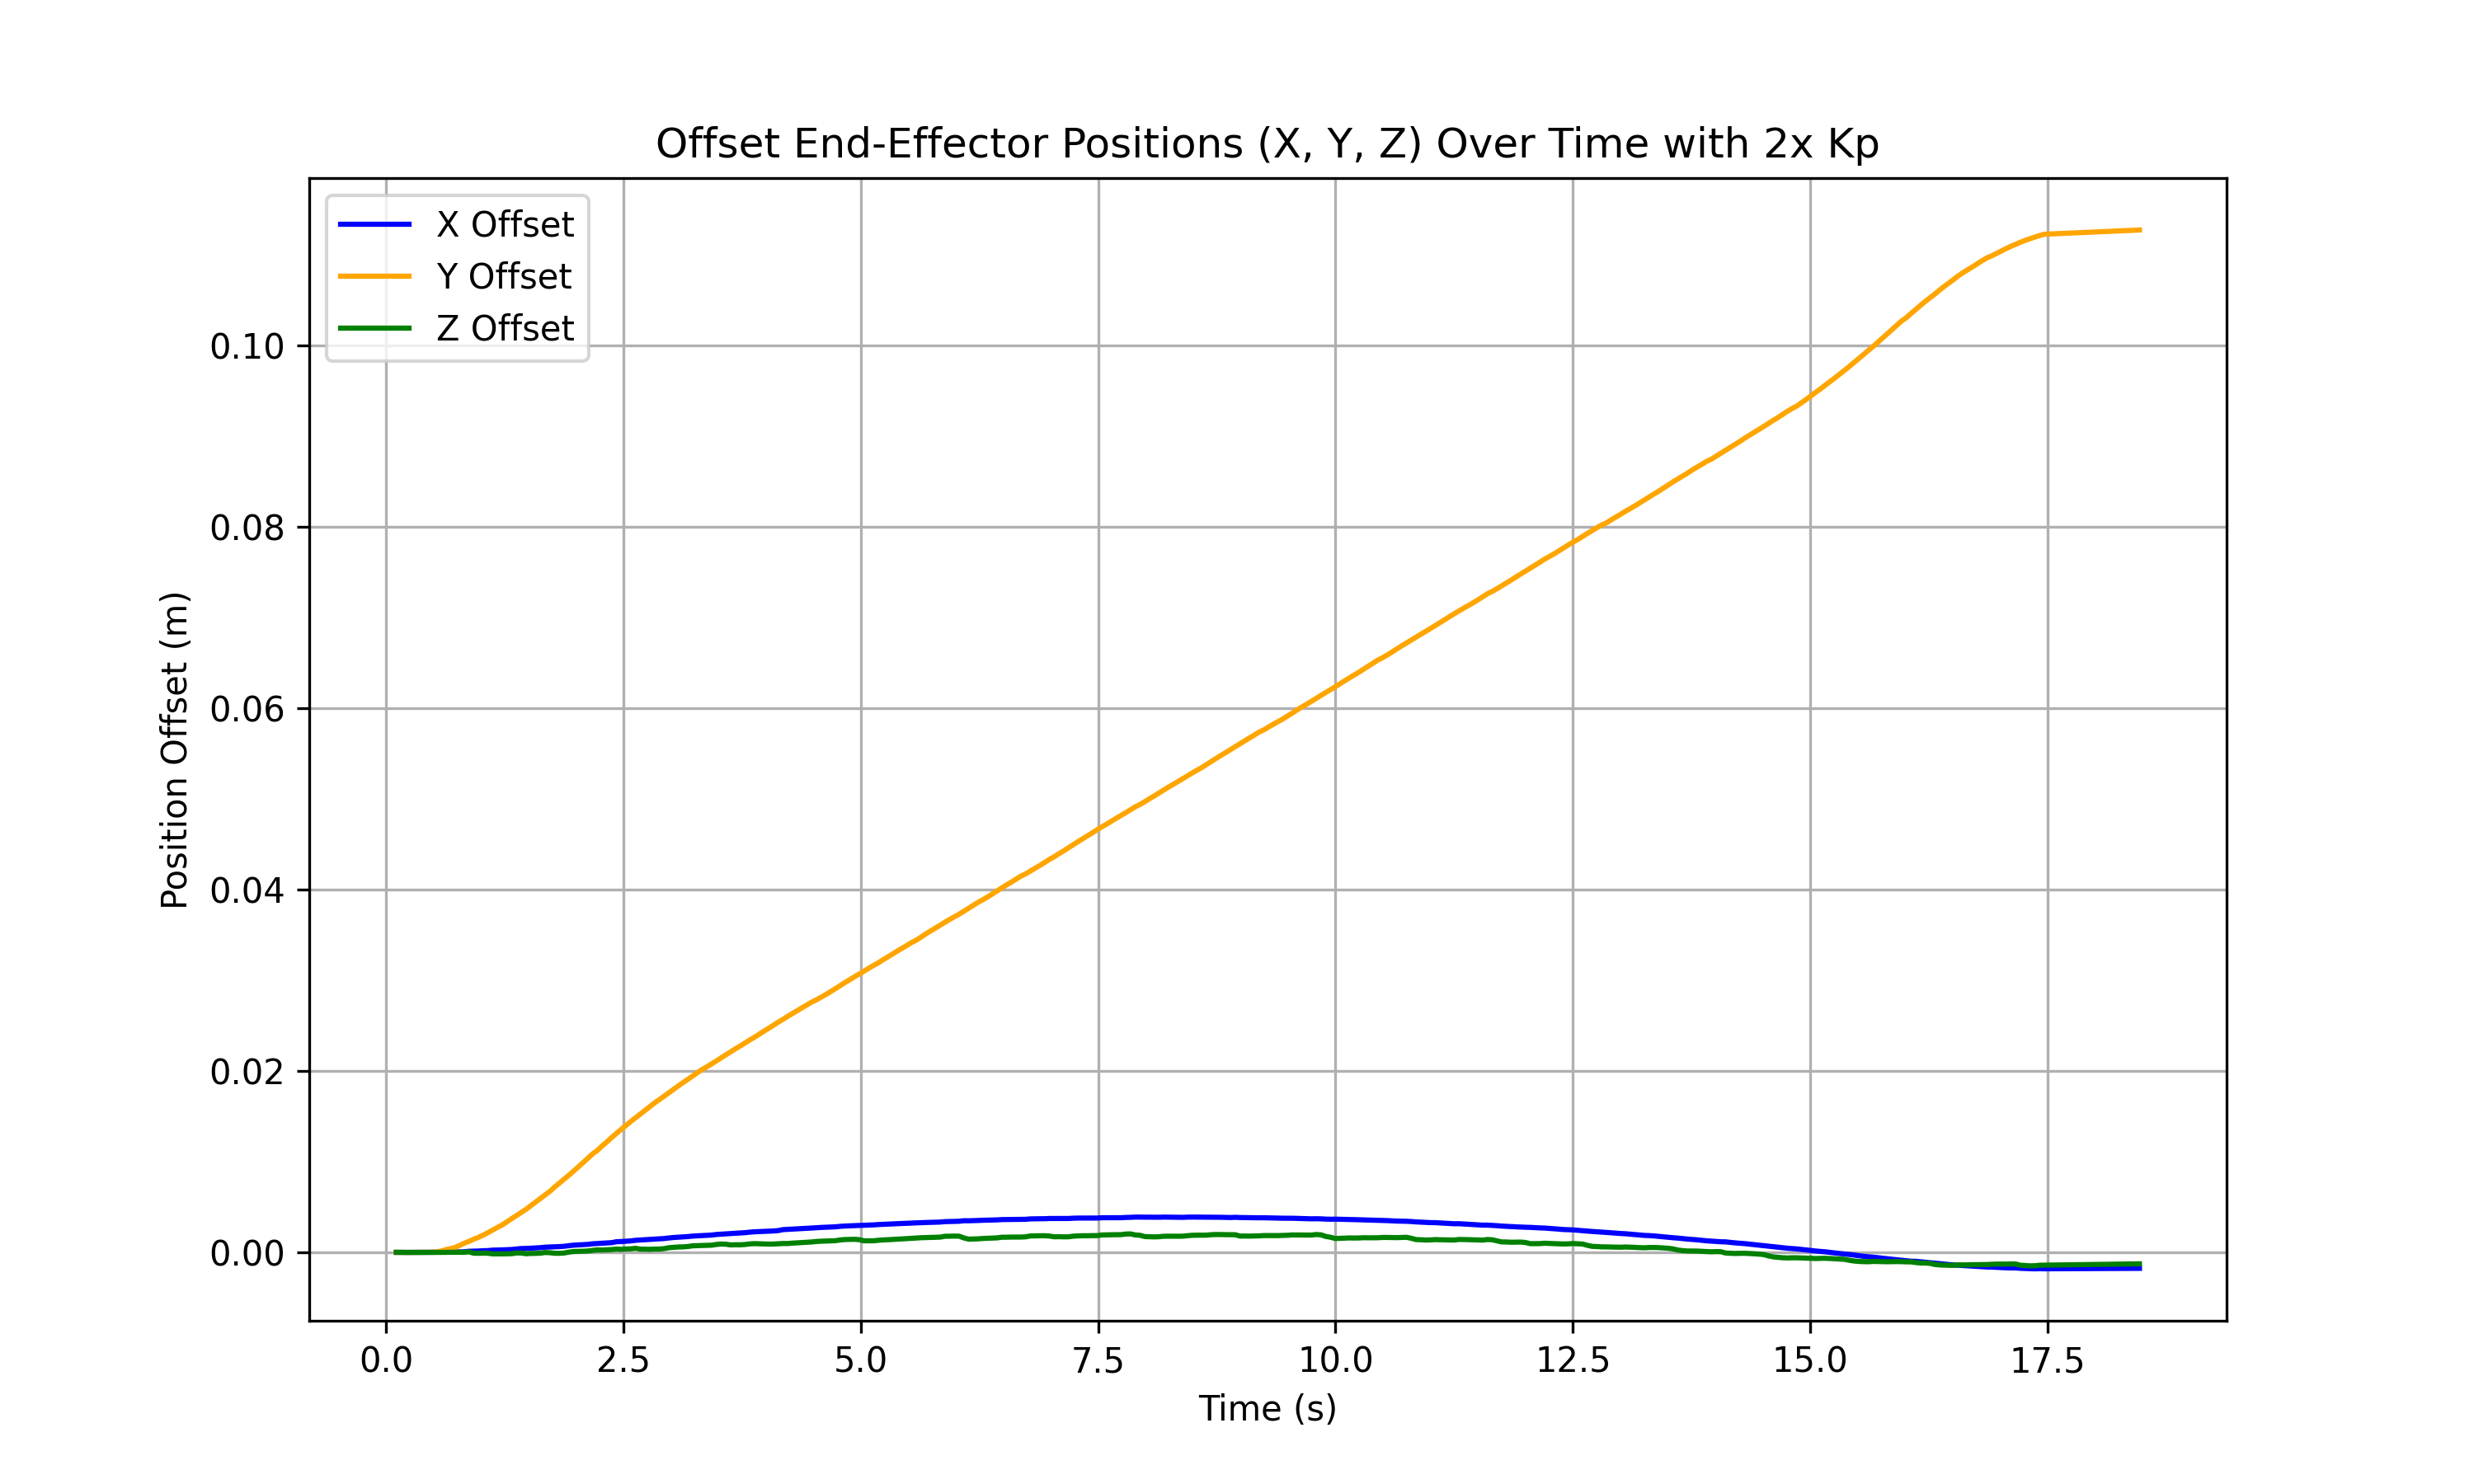 Offset End-Effector Positions (X, Y, Z) Over Time with 2x Kp
X Offset
Y Offset
Z Offset
Position Offset (m)
0.10
0.08
0.06
0.04
0.02
0.00
0.0 2.5 5.0 7.5 10.0 12.5 15.0 17.5
Time (s)